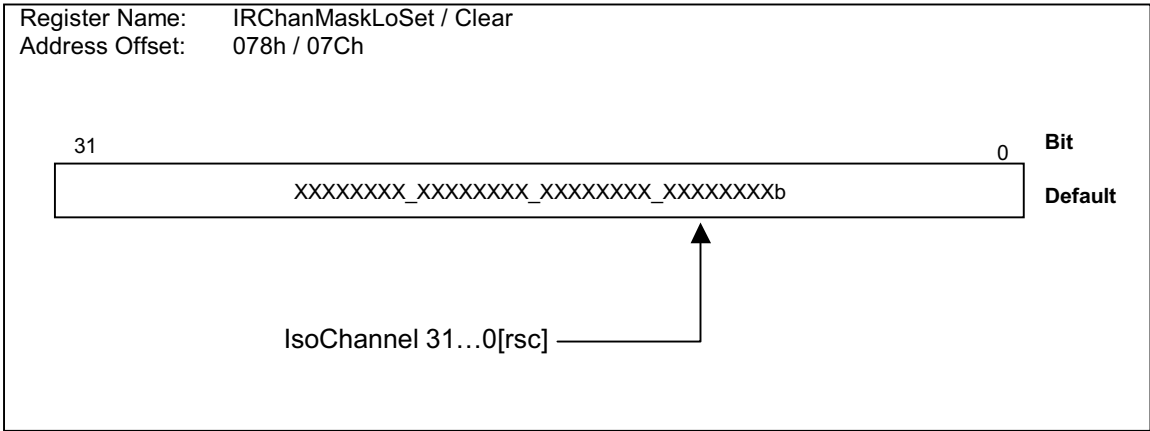 Register Name: IRChanMaskLoSet / Clear
Address Offset: 078h / 07Ch
31 0 Bit
XXXXXXXX_XXXXXXXX_XXXXXXXX_XXXXXXXXb Default
IsoChannel 31…0[rsc]